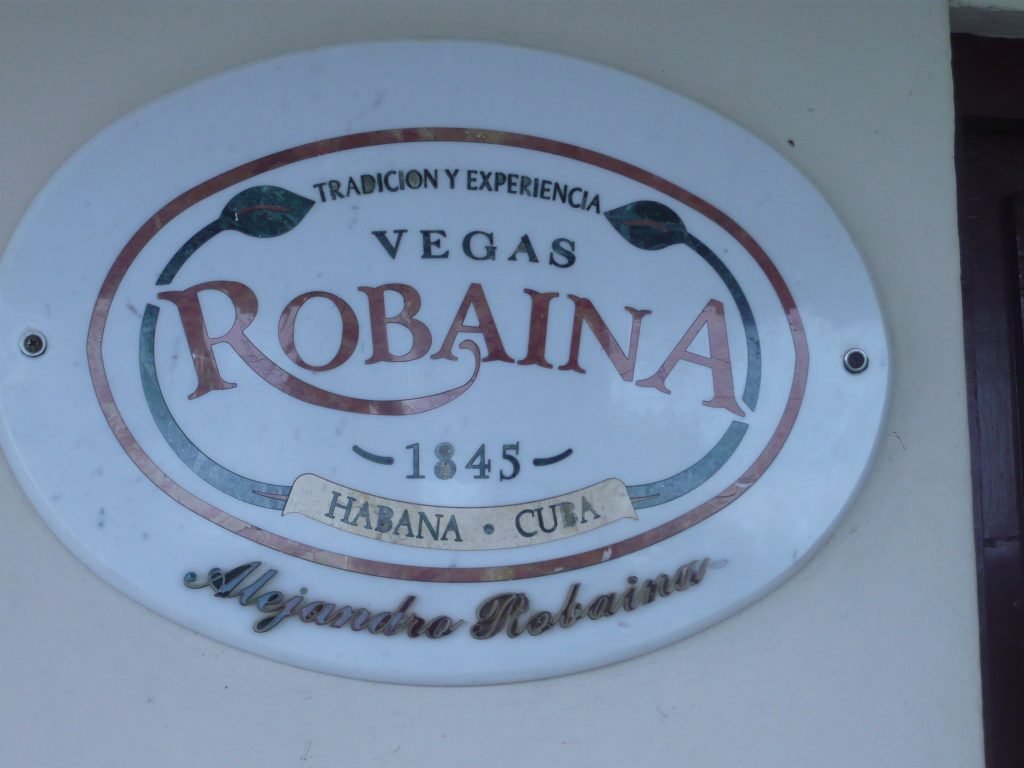 TRADICION Y EXPERIENCIA
VEGAS
ROBAINA
1845
HABANA • CUBA
Alejandro Robaina